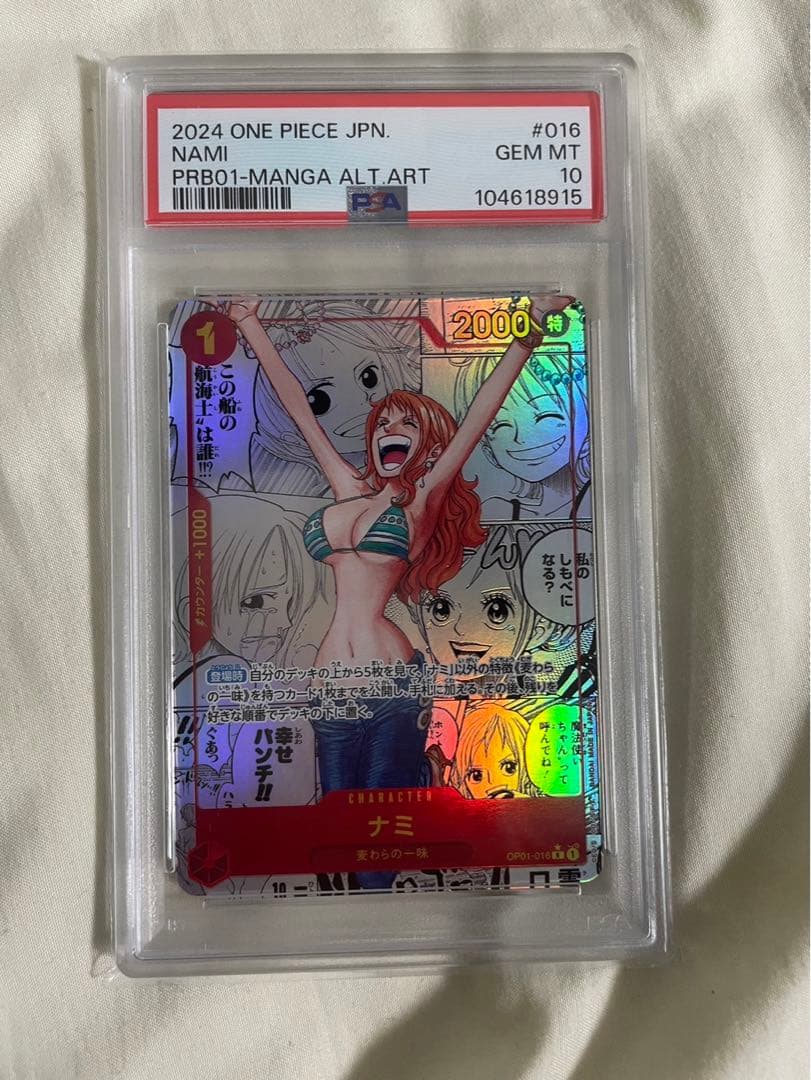 2024 ONE PIECE JPN.
#016
NAMI
GEM MT
PRB01-MANGA ALT.ART
10
PSA
104618915
1
2000
特
この船の
航海士"は誰!!?
カウンター +1000
私の
しもべに
なる?
登場時 自分のデッキの上から5枚を見て、「ナミ」以外の特徴《麦わら
の一味》を持つカード1枚までを公開し、手札に加える。その後、残りを
好きな順番でデッキの下に置く。
魔法使い
ちゃんって
呼んでね!
幸せ
パンチ!!
ぐあっ
CHARACTER
ナミ
麦わらの一味
OP01-016 R
1